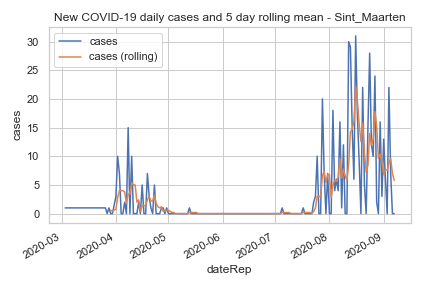 New COVID-19 daily cases and 5 day rolling mean - Sint_Maarten
cases
cases (rolling)
30
25
20
15
10
5
0
cases
2020-03
2020-04
2020-05
2020-06
2020-07
2020-08
2020-09
dateRep